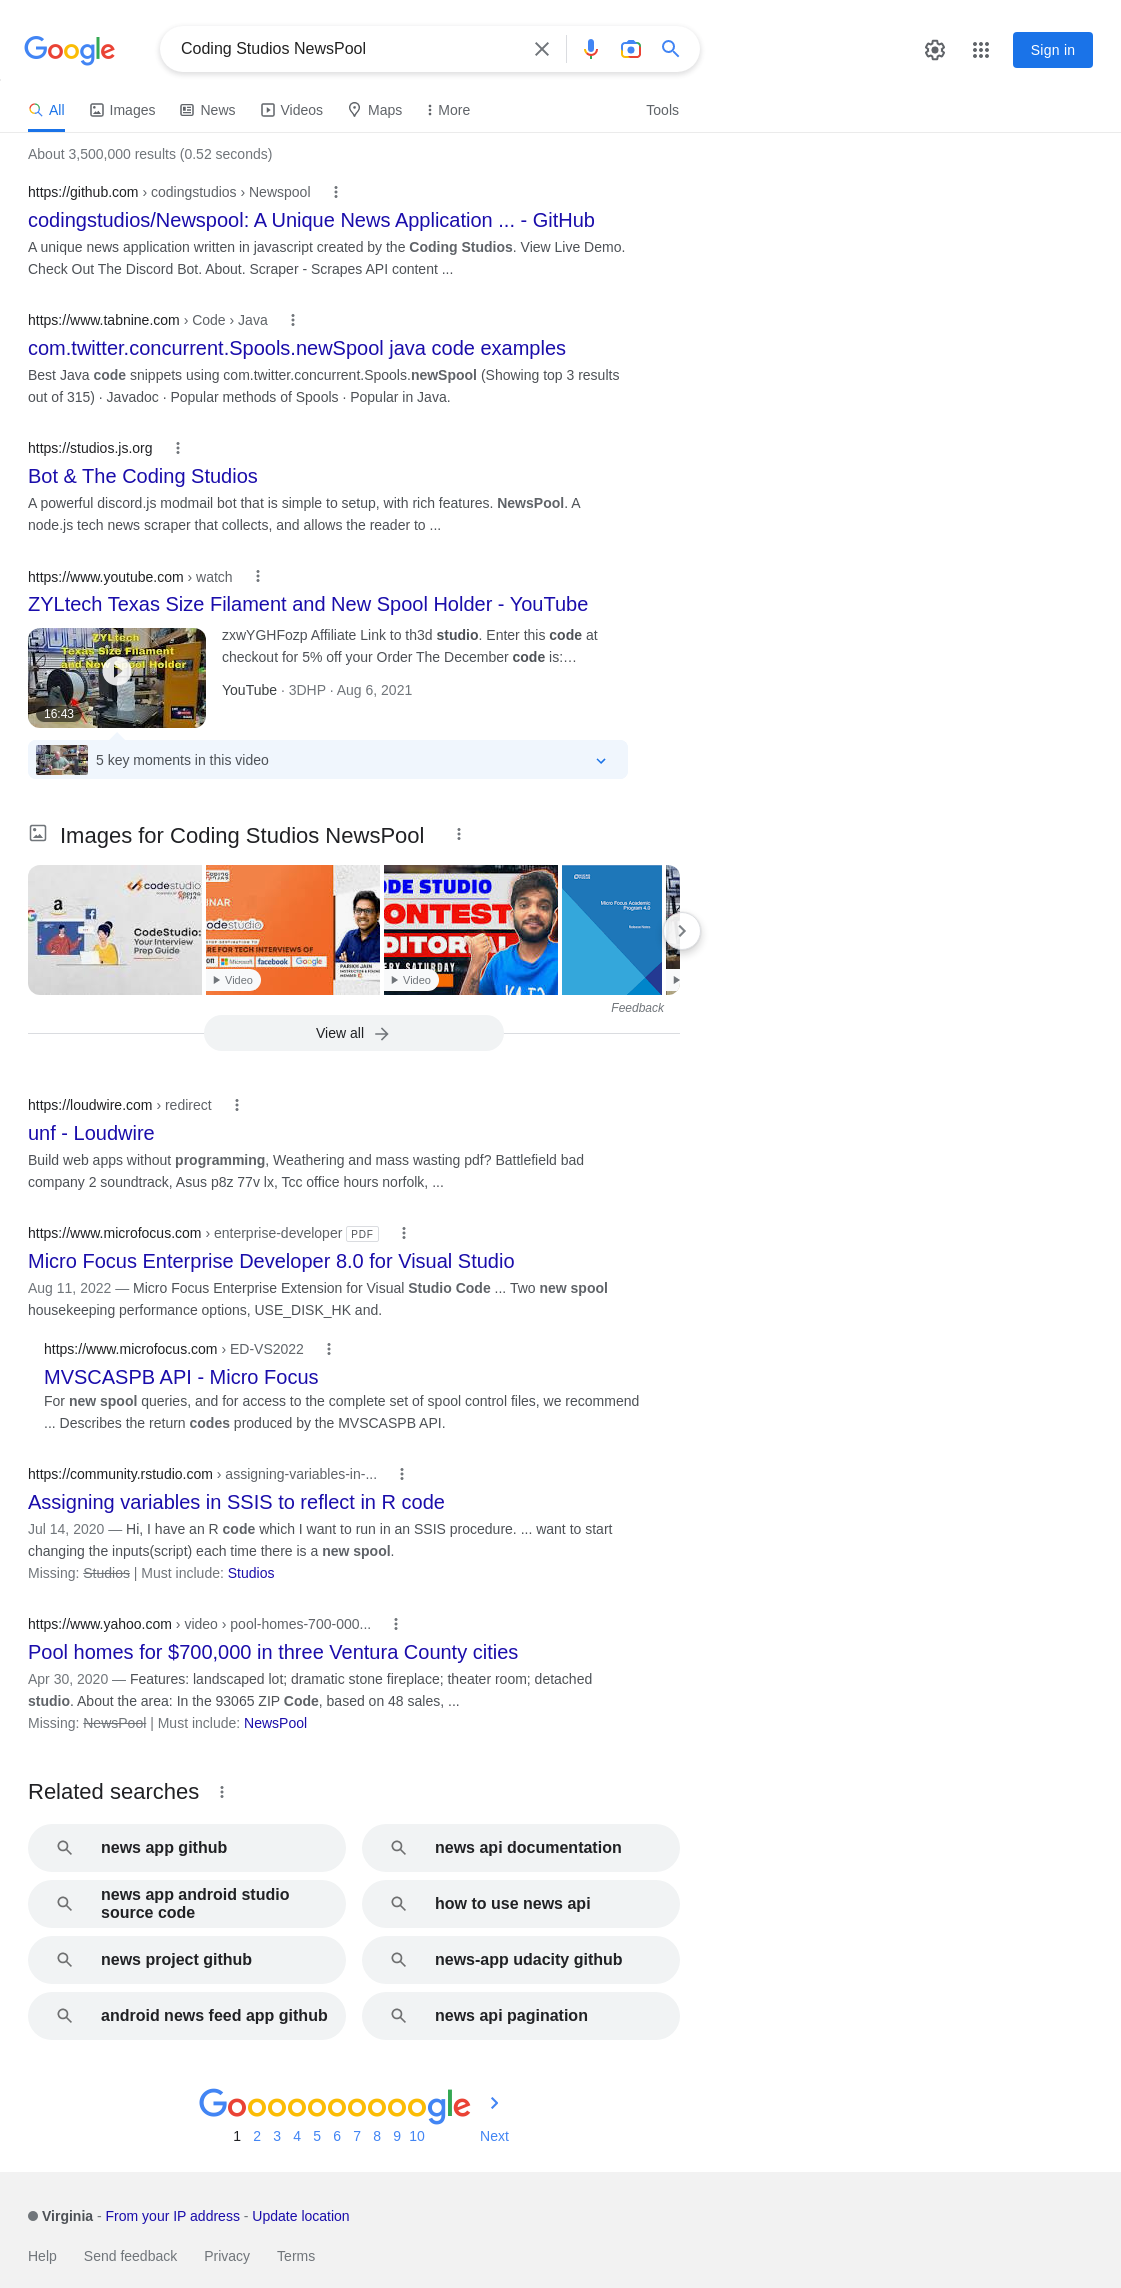 Google
Coding Studios NewsPool
Sign in
All
Images
News
Videos
Maps
More
Tools
About 3,500,000 results (0.52 seconds)
https://github.com › codingstudios › Newspool
codingstudios/Newspool: A Unique News Application ... - GitHub
A unique news application written in javascript created by the Coding Studios. View Live Demo.
Check Out The Discord Bot. About. Scraper - Scrapes API content ...
https://www.tabnine.com › Code › Java
com.twitter.concurrent.Spools.newSpool java code examples
Best Java code snippets using com.twitter.concurrent.Spools.newSpool (Showing top 3 results
out of 315) · Javadoc · Popular methods of Spools · Popular in Java.
https://studios.js.org
Bot & The Coding Studios
A powerful discord.js modmail bot that is simple to setup, with rich features. NewsPool. A
node.js tech news scraper that collects, and allows the reader to ...
https://www.youtube.com › watch
ZYLtech Texas Size Filament and New Spool Holder - YouTube
ZYLtech
Texas Size Filament
and New Spool Holder
16:43
zxwYGHFozp Affiliate Link to th3d studio. Enter this code at
checkout for 5% off your Order The December code is:…
YouTube · 3DHP · Aug 6, 2021
5 key moments in this video
Images for Coding Studios NewsPool
codestudio
CodeStudio:
Your Interview
Prep Guide
INAR
odestudio
RE FOR TECH INTERVIEWS OF
Microsoft
facebook
Google
PARIKH JAIN
Video
ODE STUDIO
ONTEST
DITORIAL
RY SATURDAY
Video
Micro Focus Academic
Program 4.0
Release Notes
Feedback
View all
https://loudwire.com › redirect
unf - Loudwire
Build web apps without programming, Weathering and mass wasting pdf? Battlefield bad
company 2 soundtrack, Asus p8z 77v lx, Tcc office hours norfolk, ...
https://www.microfocus.com › enterprise-developer PDF
Micro Focus Enterprise Developer 8.0 for Visual Studio
Aug 11, 2022 — Micro Focus Enterprise Extension for Visual Studio Code ... Two new spool
housekeeping performance options, USE_DISK_HK and.
https://www.microfocus.com › ED-VS2022
MVSCASPB API - Micro Focus
For new spool queries, and for access to the complete set of spool control files, we recommend
... Describes the return codes produced by the MVSCASPB API.
https://community.rstudio.com › assigning-variables-in-...
Assigning variables in SSIS to reflect in R code
Jul 14, 2020 — Hi, I have an R code which I want to run in an SSIS procedure. ... want to start
changing the inputs(script) each time there is a new spool.
Missing: Studios | Must include: Studios
https://www.yahoo.com › video › pool-homes-700-000...
Pool homes for $700,000 in three Ventura County cities
Apr 30, 2020 — Features: landscaped lot; dramatic stone fireplace; theater room; detached
studio. About the area: In the 93065 ZIP Code, based on 48 sales, ...
Missing: NewsPool | Must include: NewsPool
Related searches
news app github
news api documentation
news app android studio
source code
how to use news api
news project github
news-app udacity github
android news feed app github
news api pagination
Goooooooooogle
1 2 3 4 5 6 7 8 9 10 Next
Virginia - From your IP address - Update location
Help
Send feedback
Privacy
Terms